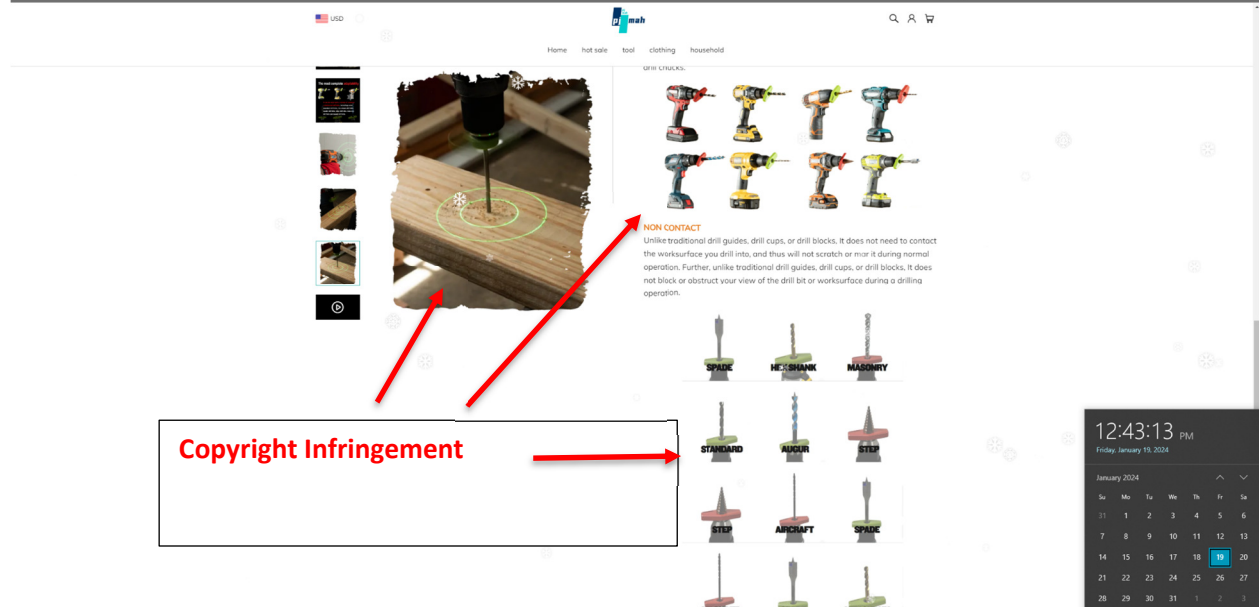 USD
mah
Home hot sale tool clothing household
drill chucks.
NON CONTACT
Unlike traditional drill guides, drill cups, or drill blocks, It does not need to contact
the worksurface you drill into, and thus will not scratch or mar it during normal
operation. Further, unlike traditional drill guides, drill cups, or drill blocks, It does
not block or obstruct your view of the drill bit or worksurface during a drilling
operation.
SPADE HEX SHANK MASONRY
Copyright Infringement
STANDARD AUGUR STEP
STEP AIRCRAFT SPADE
12:43:13 PM
Friday, January 19, 2024
January 2024
Su Mo Tu We Th Fr Sa
31 1 2 3 4 5 6
7 8 9 10 11 12 13
14 15 16 17 18 19 20
21 22 23 24 25 26 27
28 29 30 31 1 2 3